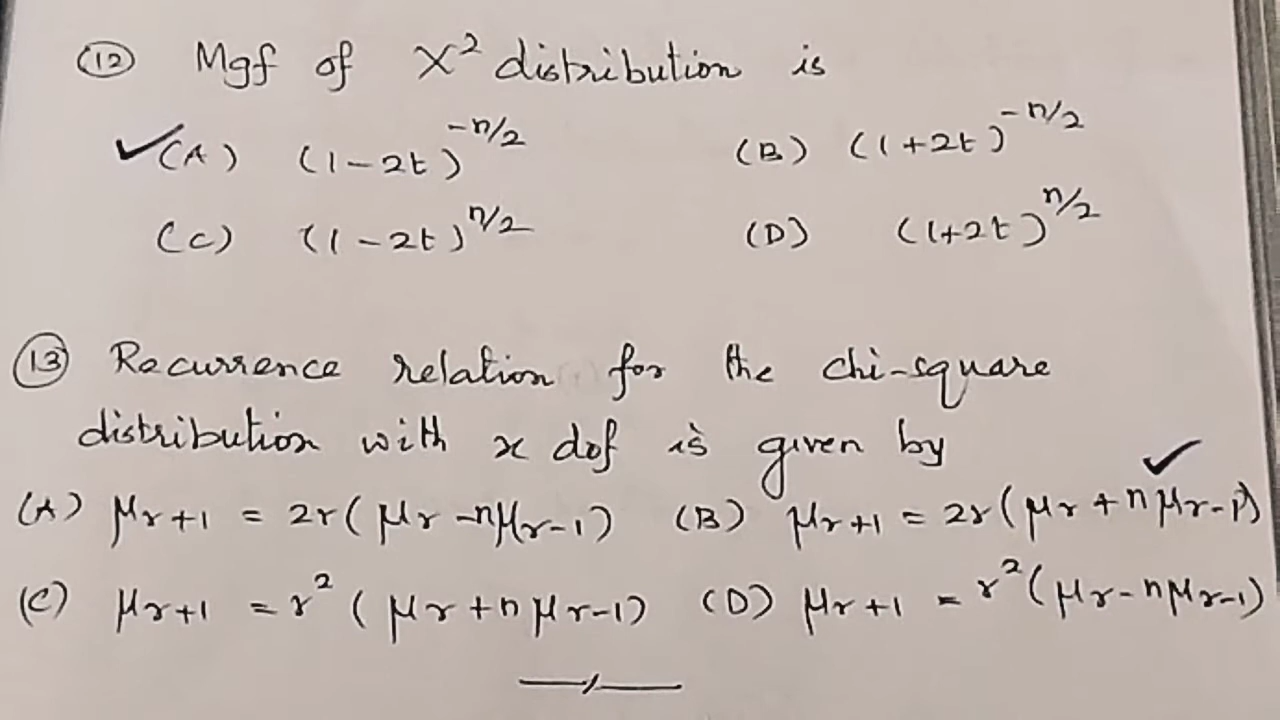 ⑫ Mgf of X² distribution is
✓(A) (1-2t)^{-n/2} (B) (1+2t)^{-n/2}
(C) (1-2t)^{n/2} (D) (1+2t)^{n/2}
⑬ Recurrence relation for the chi-square
distribution with x dof is given by
(A) μr+1 = 2r(μr -nμr-1) (B) μr+1 = 2r(μr + nμr-1) ✓
(C) μr+1 = r²(μr+nμr-1) (D) μr+1 = r²(μr-nμr-1)